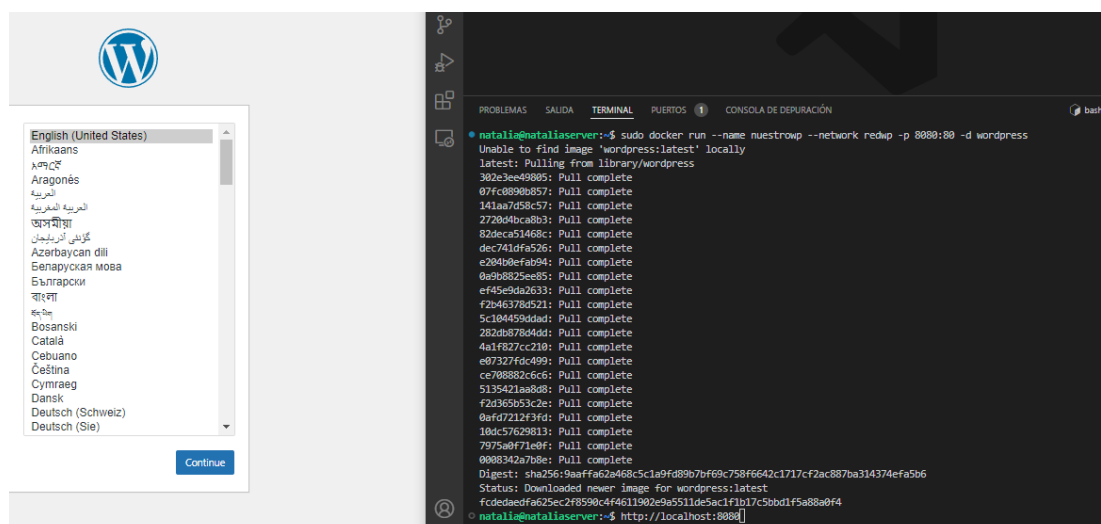 English (United States)
Afrikaans
አማርኛ
Aragonés
العربية
العربية المغربية
অসমীয়া
گؤنئی آذربایجان
Azərbaycan dili
Беларуская мова
Български
বাংলা
བོད་ཡིག
Bosanski
Català
Cebuano
Čeština
Cymraeg
Dansk
Deutsch (Schweiz)
Deutsch (Sie)
Continue
PROBLEMAS SALIDA TERMINAL PUERTOS 1 CONSOLA DE DEPURACIÓN bash
natalia@nataliaserver:~$ sudo docker run --name nuestrowp --network redwp -p 8080:80 -d wordpress
Unable to find image 'wordpress:latest' locally
latest: Pulling from library/wordpress
302e3ee49805: Pull complete
07fc0890b857: Pull complete
141aa7d58c57: Pull complete
2720d4bca8b3: Pull complete
82deca51468c: Pull complete
dec741dfa526: Pull complete
e204b0efab94: Pull complete
0a9b8825ee85: Pull complete
ef45e9da2633: Pull complete
f2b46378d521: Pull complete
5c104459ddad: Pull complete
282db878d4dd: Pull complete
4a1f827cc210: Pull complete
e07327fdc499: Pull complete
ce708882c6c6: Pull complete
5135421aa8d8: Pull complete
f2d365b53c2e: Pull complete
0afd7212f3fd: Pull complete
10dc57629813: Pull complete
7975a0f71e0f: Pull complete
0008342a7b8e: Pull complete
Digest: sha256:9aaffa62a468c5c1a9fd89b7bf69c758f6642c1717cf2ac887ba314374efa5b6
Status: Downloaded newer image for wordpress:latest
fcdedaedfa625ec2f8590c4f4611902e9a5511de5ac1f1b17c5bbd1f5a88a0f4
natalia@nataliaserver:~$ http://localhost:8080